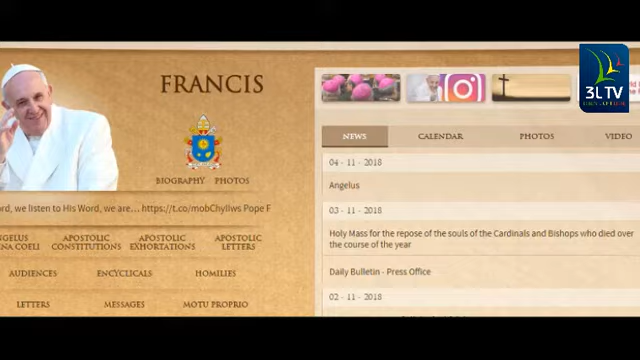 3LTV
FRANCIS
BIOGRAPHY PHOTOS
ord, we listen to His Word, we are... https://t.co/mobChyllws Pope F
NGELUS
NA COELI
APOSTOLIC
CONSTITUTIONS
APOSTOLIC
EXHORTATIONS
APOSTOLIC
LETTERS
AUDIENCES ENCYCLICALS HOMILIES
LETTERS MESSAGES MOTU PROPRIO
NEWS CALENDAR PHOTOS VIDEO
04 - 11 - 2018
Angelus
03 - 11 - 2018
Holy Mass for the repose of the souls of the Cardinals and Bishops who died over
the course of the year
Daily Bulletin - Press Office
02 - 11 - 2018